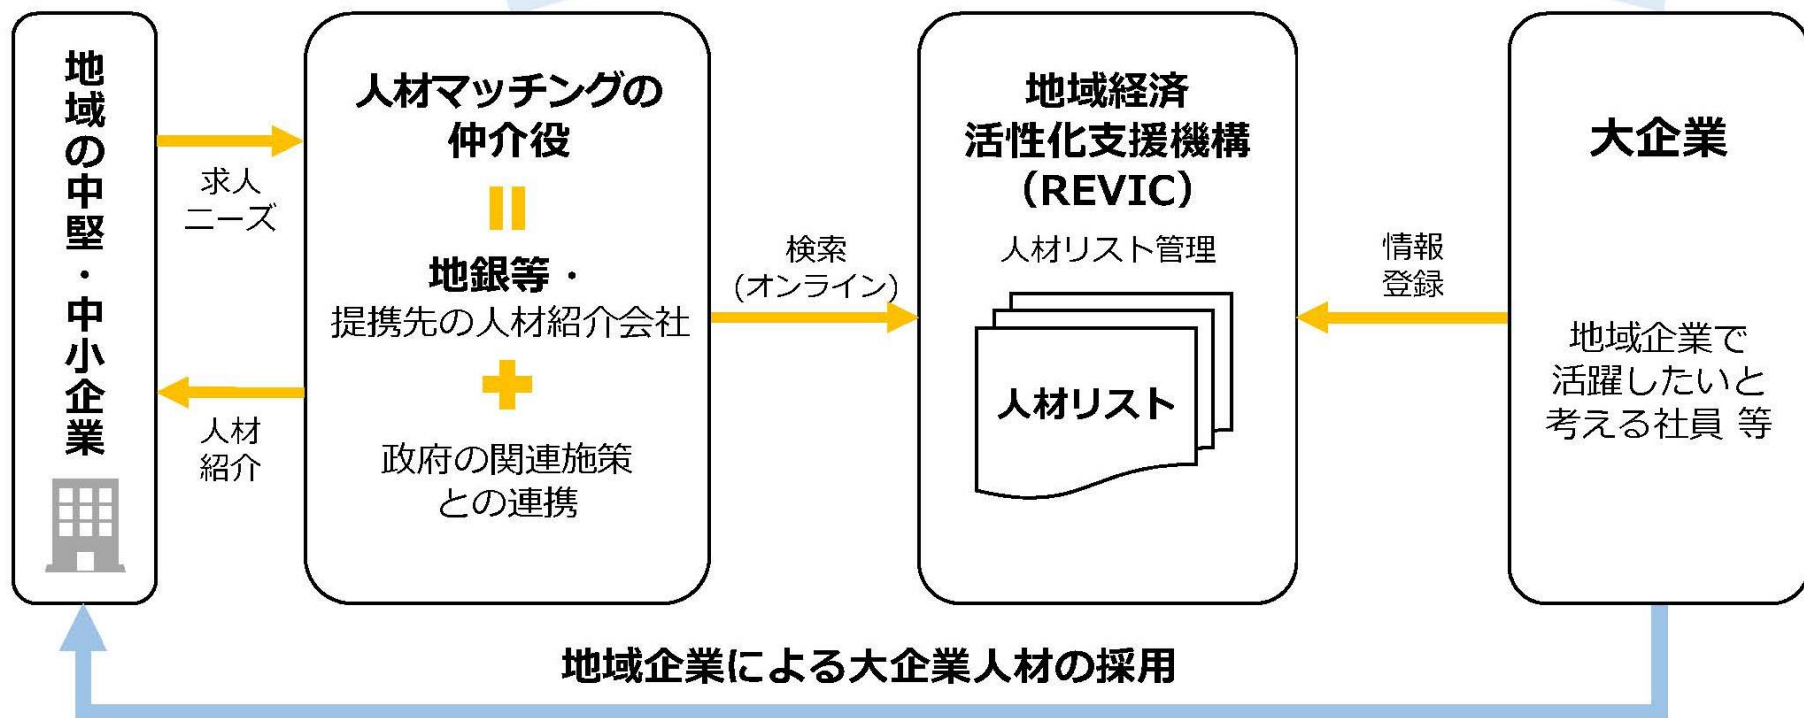 地域の中堅・中小企業
求人
ニーズ
人材
紹介
人材マッチングの
仲介役
地銀等・
提携先の人材紹介会社
政府の関連施策
との連携
検索
(オンライン)
地域経済
活性化支援機構
（REVIC）
人材リスト管理
人材リスト
情報
登録
大企業
地域企業で
活躍したいと
考える社員 等
地域企業による大企業人材の採用